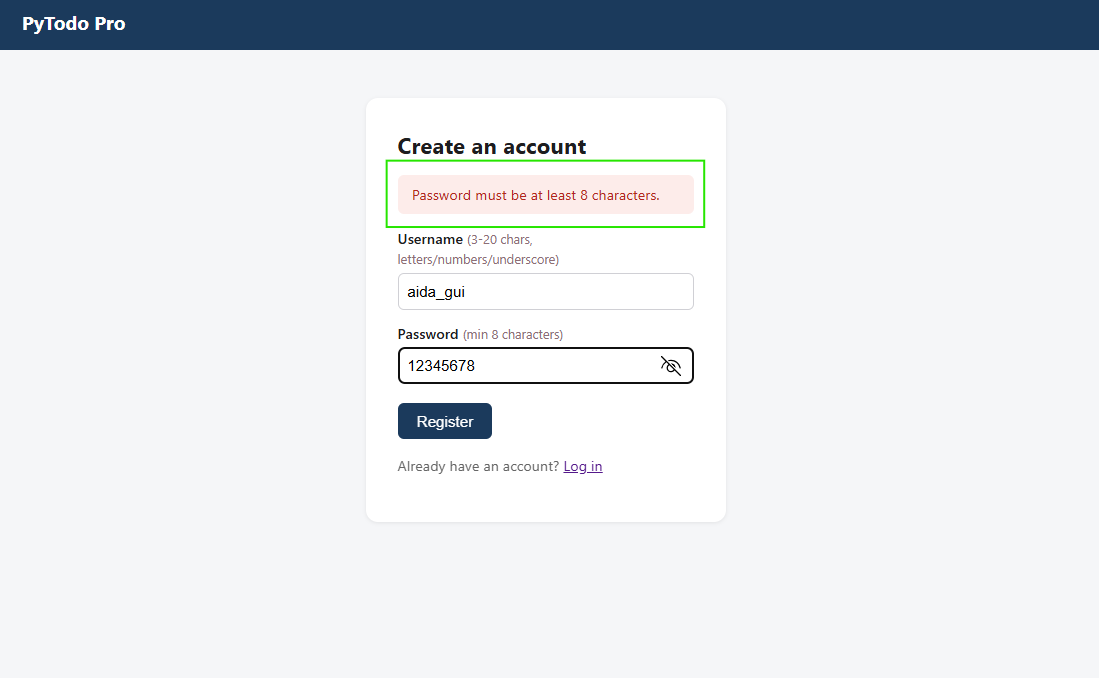 PyTodo Pro
Create an account
Password must be at least 8 characters.
Username (3-20 chars,
letters/numbers/underscore)
aida_gui
Password (min 8 characters)
12345678
Register
Already have an account? Log in